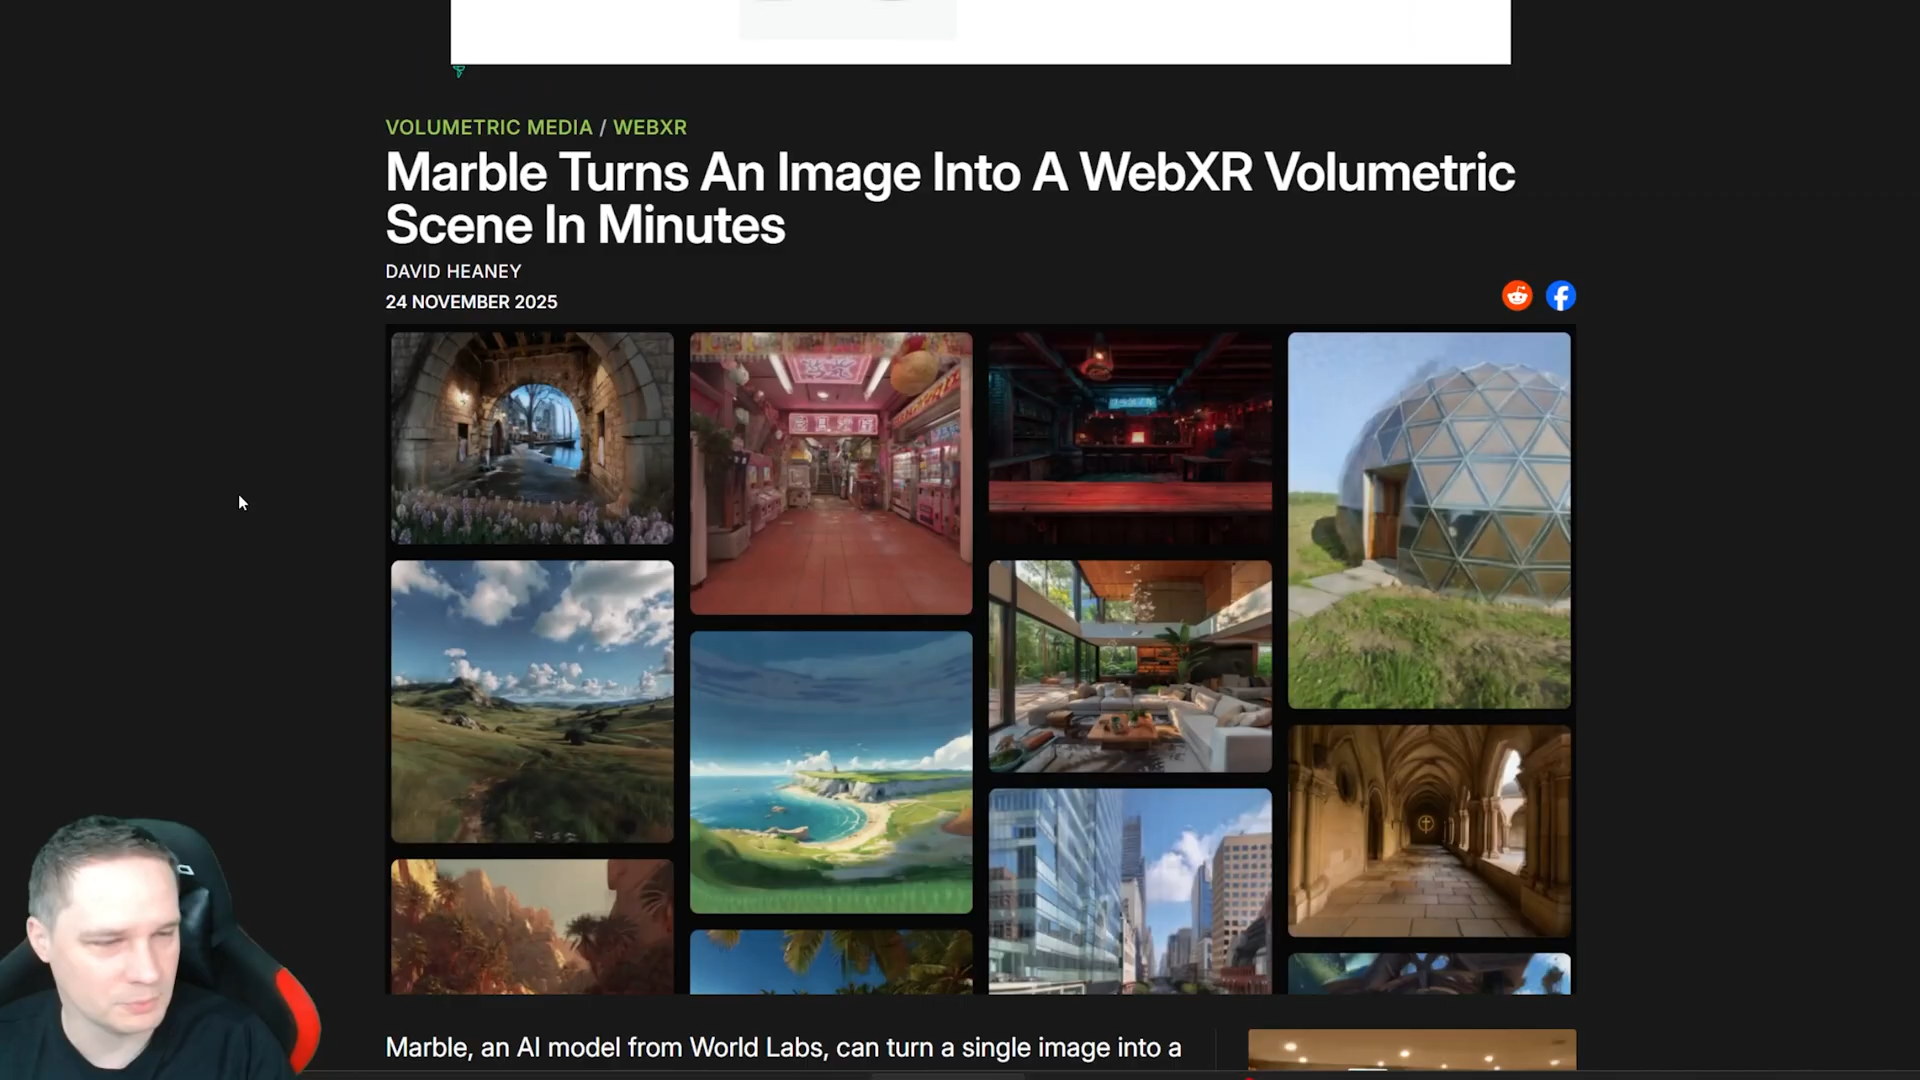 VOLUMETRIC MEDIA / WEBXR
Marble Turns An Image Into A WebXR Volumetric
Scene In Minutes
DAVID HEANEY
24 NOVEMBER 2025
Marble, an AI model from World Labs, can turn a single image into a